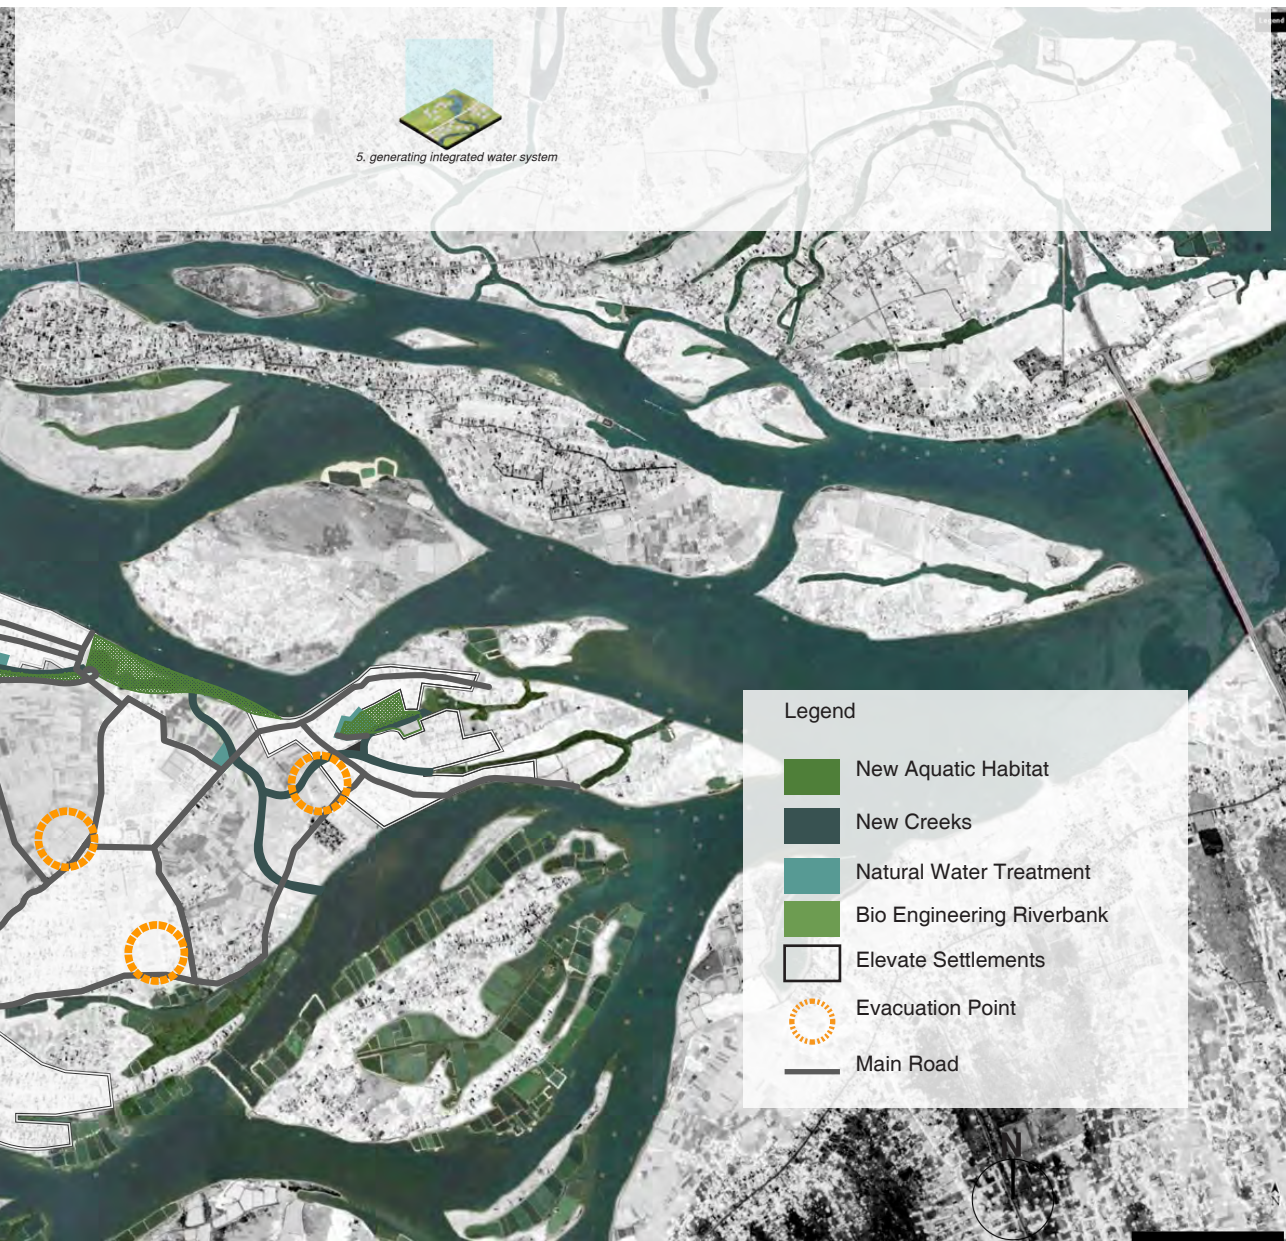 Legend
5. generating integrated water system
Legend
New Aquatic Habitat
New Creeks
Natural Water Treatment
Bio Engineering Riverbank
Elevate Settlements
Evacuation Point
Main Road
N